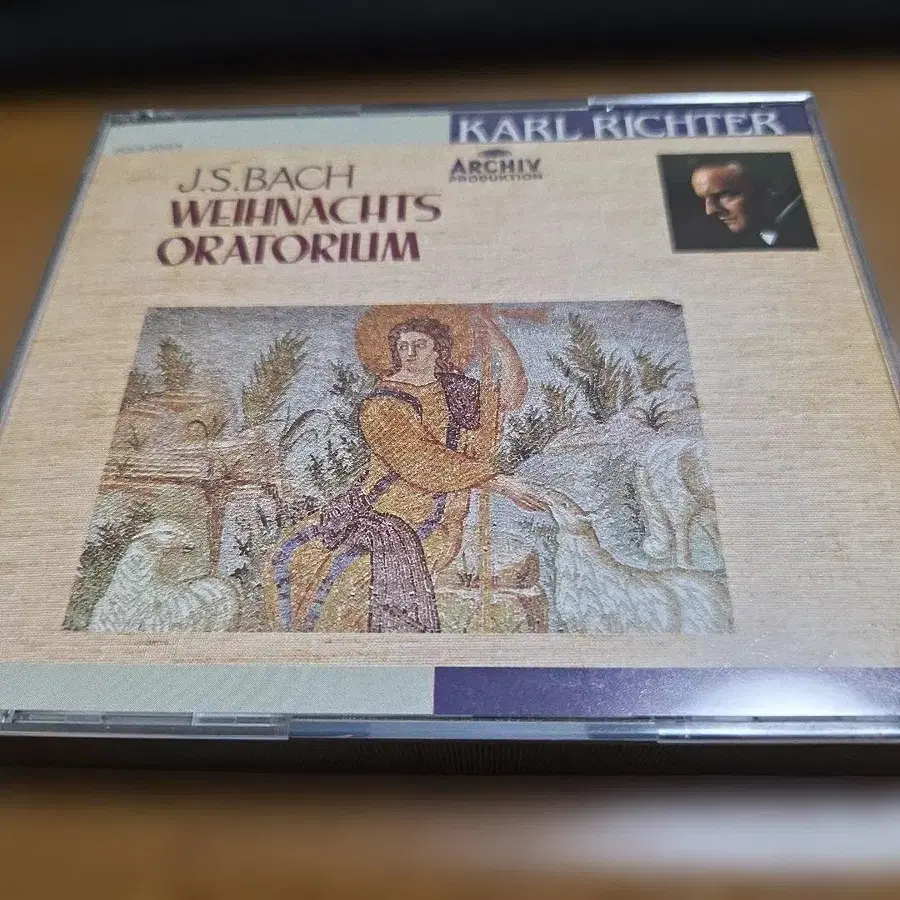 KARL RICHTER
J.S.BACH
WEIHNACHTS
ORATORIUM
ARCHIV
PRODUKTION